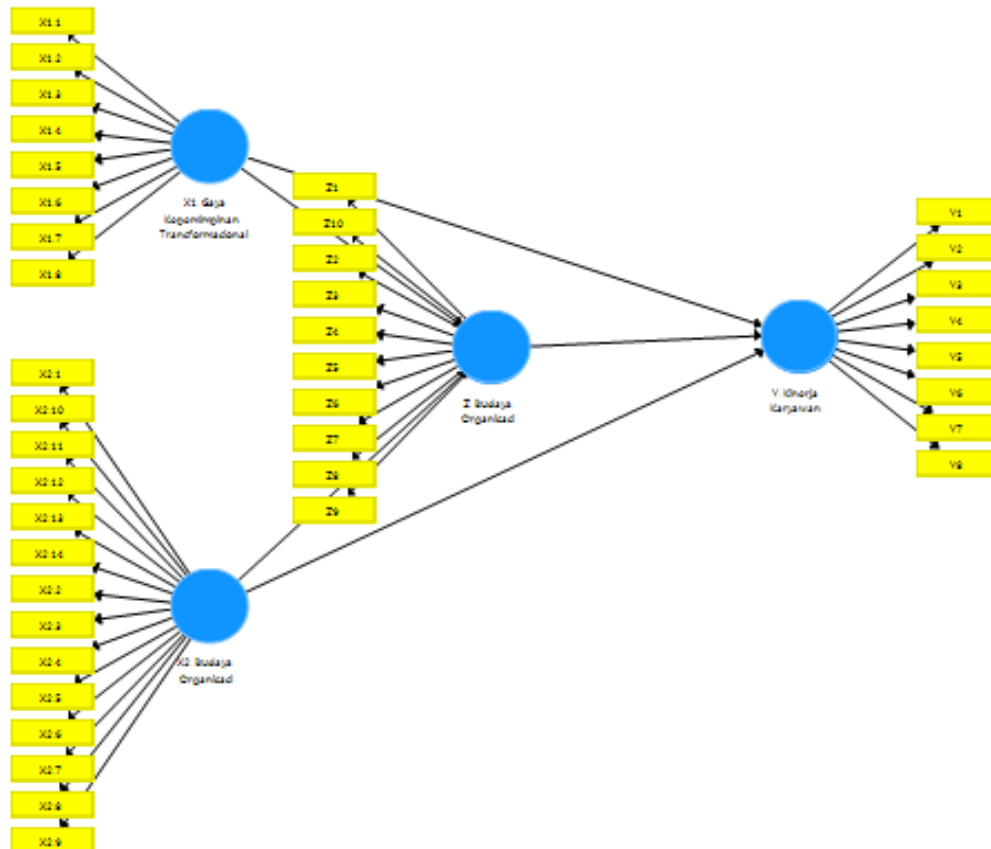 X1.1
X1.2
X1.3
X1.4
X1.5
X1.6
X1.7
X1.8
X1. Gaya
Kepemimpinan
Transformasional
Z1
Z10
Z2
Z3
Z4
Z5
Z6
Z7
Z8
Z9
Z. Budaya
Organisasi
Y1
Y2
Y3
Y4
Y5
Y6
Y7
Y8
Y. Kinerja
Karyawan
X2.1
X2.10
X2.11
X2.12
X2.13
X2.14
X2.2
X2.3
X2.4
X2.5
X2.6
X2.7
X2.8
X2.9
X2. Budaya
Organisasi